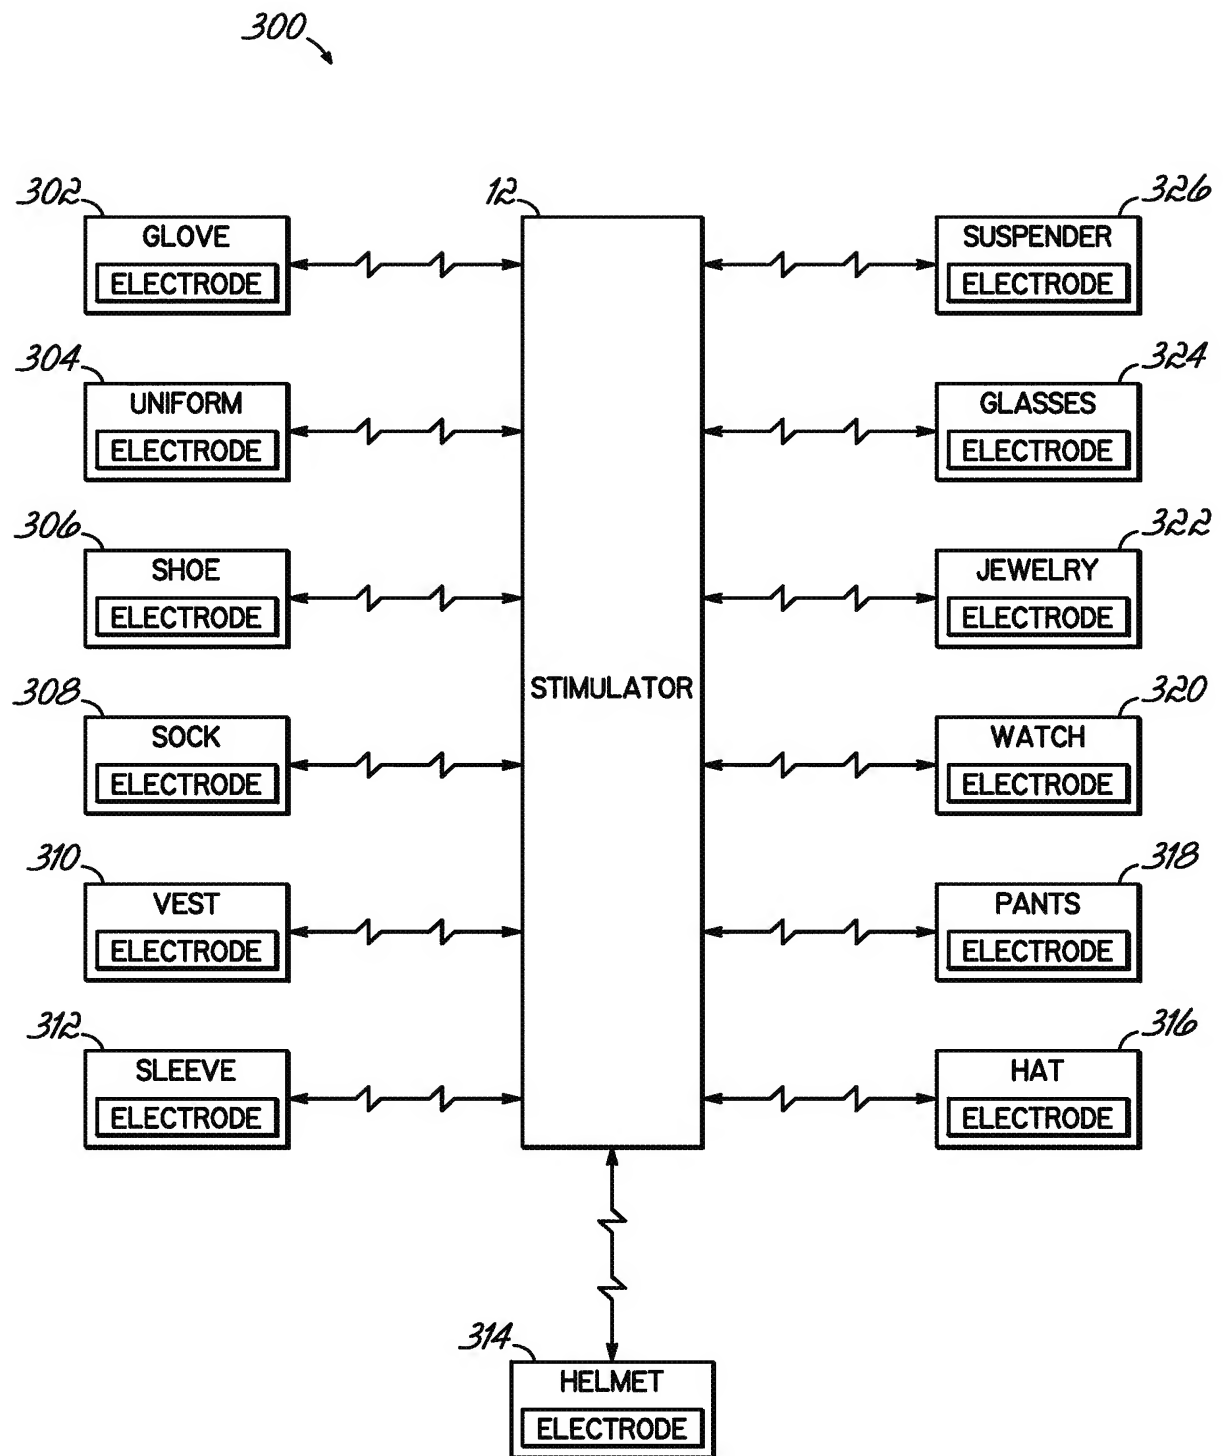 300
302
GLOVE
ELECTRODE
304
UNIFORM
ELECTRODE
306
SHOE
ELECTRODE
308
SOCK
ELECTRODE
310
VEST
ELECTRODE
312
SLEEVE
ELECTRODE
12
STIMULATOR
314
HELMET
ELECTRODE
326
SUSPENDER
ELECTRODE
324
GLASSES
ELECTRODE
322
JEWELRY
ELECTRODE
320
WATCH
ELECTRODE
318
PANTS
ELECTRODE
316
HAT
ELECTRODE